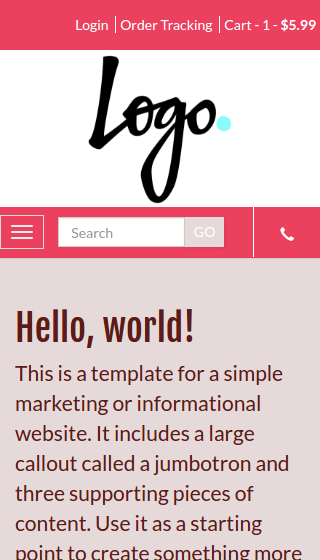 Login | Order Tracking | Cart - 1 - $5.99
Logo.
Search GO
Hello, world!
This is a template for a simple
marketing or informational
website. It includes a large
callout called a jumbotron and
three supporting pieces of
content. Use it as a starting
point to create something more